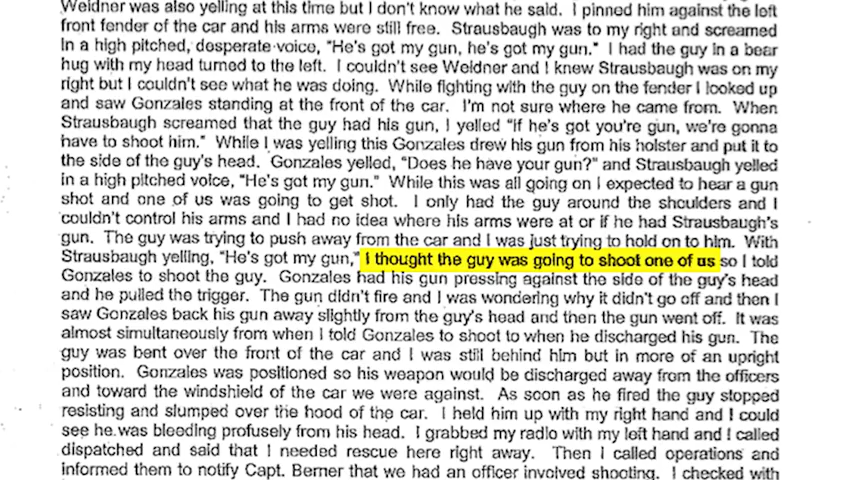 Weidner was also yelling at this time but I don't know what he said. I pinned him against the left
front fender of the car and his arms were still free. Strausbaugh was to my right and screamed
in a high pitched, desperate voice, "He's got my gun, he's got my gun." I had the guy in a bear
hug with my head turned to the left. I couldn't see Weidner and I knew Strausbaugh was on my
right but I couldn't see what he was doing. While fighting with the guy on the fender I looked up
and saw Gonzales standing at the front of the car. I'm not sure where he came from. When
Strausbaugh screamed that the guy had his gun, I yelled "If he's got you're gun, we're gonna
have to shoot him." While I was yelling this Gonzales drew his gun from his holster and put it to
the side of the guy's head. Gonzales yelled, "Does he have your gun?" and Strausbaugh yelled
in a high pitched voice, "He's got my gun." While this was all going on I expected to hear a gun
shot and one of us was going to get shot. I only had the guy around the shoulders and I
couldn't control his arms and I had no idea where his arms were at or if he had Strausbaugh's
gun. The guy was trying to push away from the car and I was just trying to hold on to him. With
Strausbaugh yelling, "He's got my gun," I thought the guy was going to shoot one of us so I told
Gonzales to shoot the guy. Gonzales had his gun pressing against the side of the guy's head
and he pulled the trigger. The gun didn't fire and I was wondering why it didn't go off and then I
saw Gonzales back his gun away slightly from the guy's head and then the gun went off. It was
almost simultaneously from when I told Gonzales to shoot to when he discharged his gun. The
guy was bent over the front of the car and I was still behind him but in more of an upright
position. Gonzales was positioned so his weapon would be discharged away from the officers
and toward the windshield of the car we were against. As soon as he fired the guy stopped
resisting and slumped over the hood of the car. I held him up with my right hand and I could
see he was bleeding profusely from his head. I grabbed my radio with my left hand and I called
dispatched and said that I needed rescue here right away. Then I called operations and
informed them to notify Capt. Berner that we had an officer involved shooting. I checked with